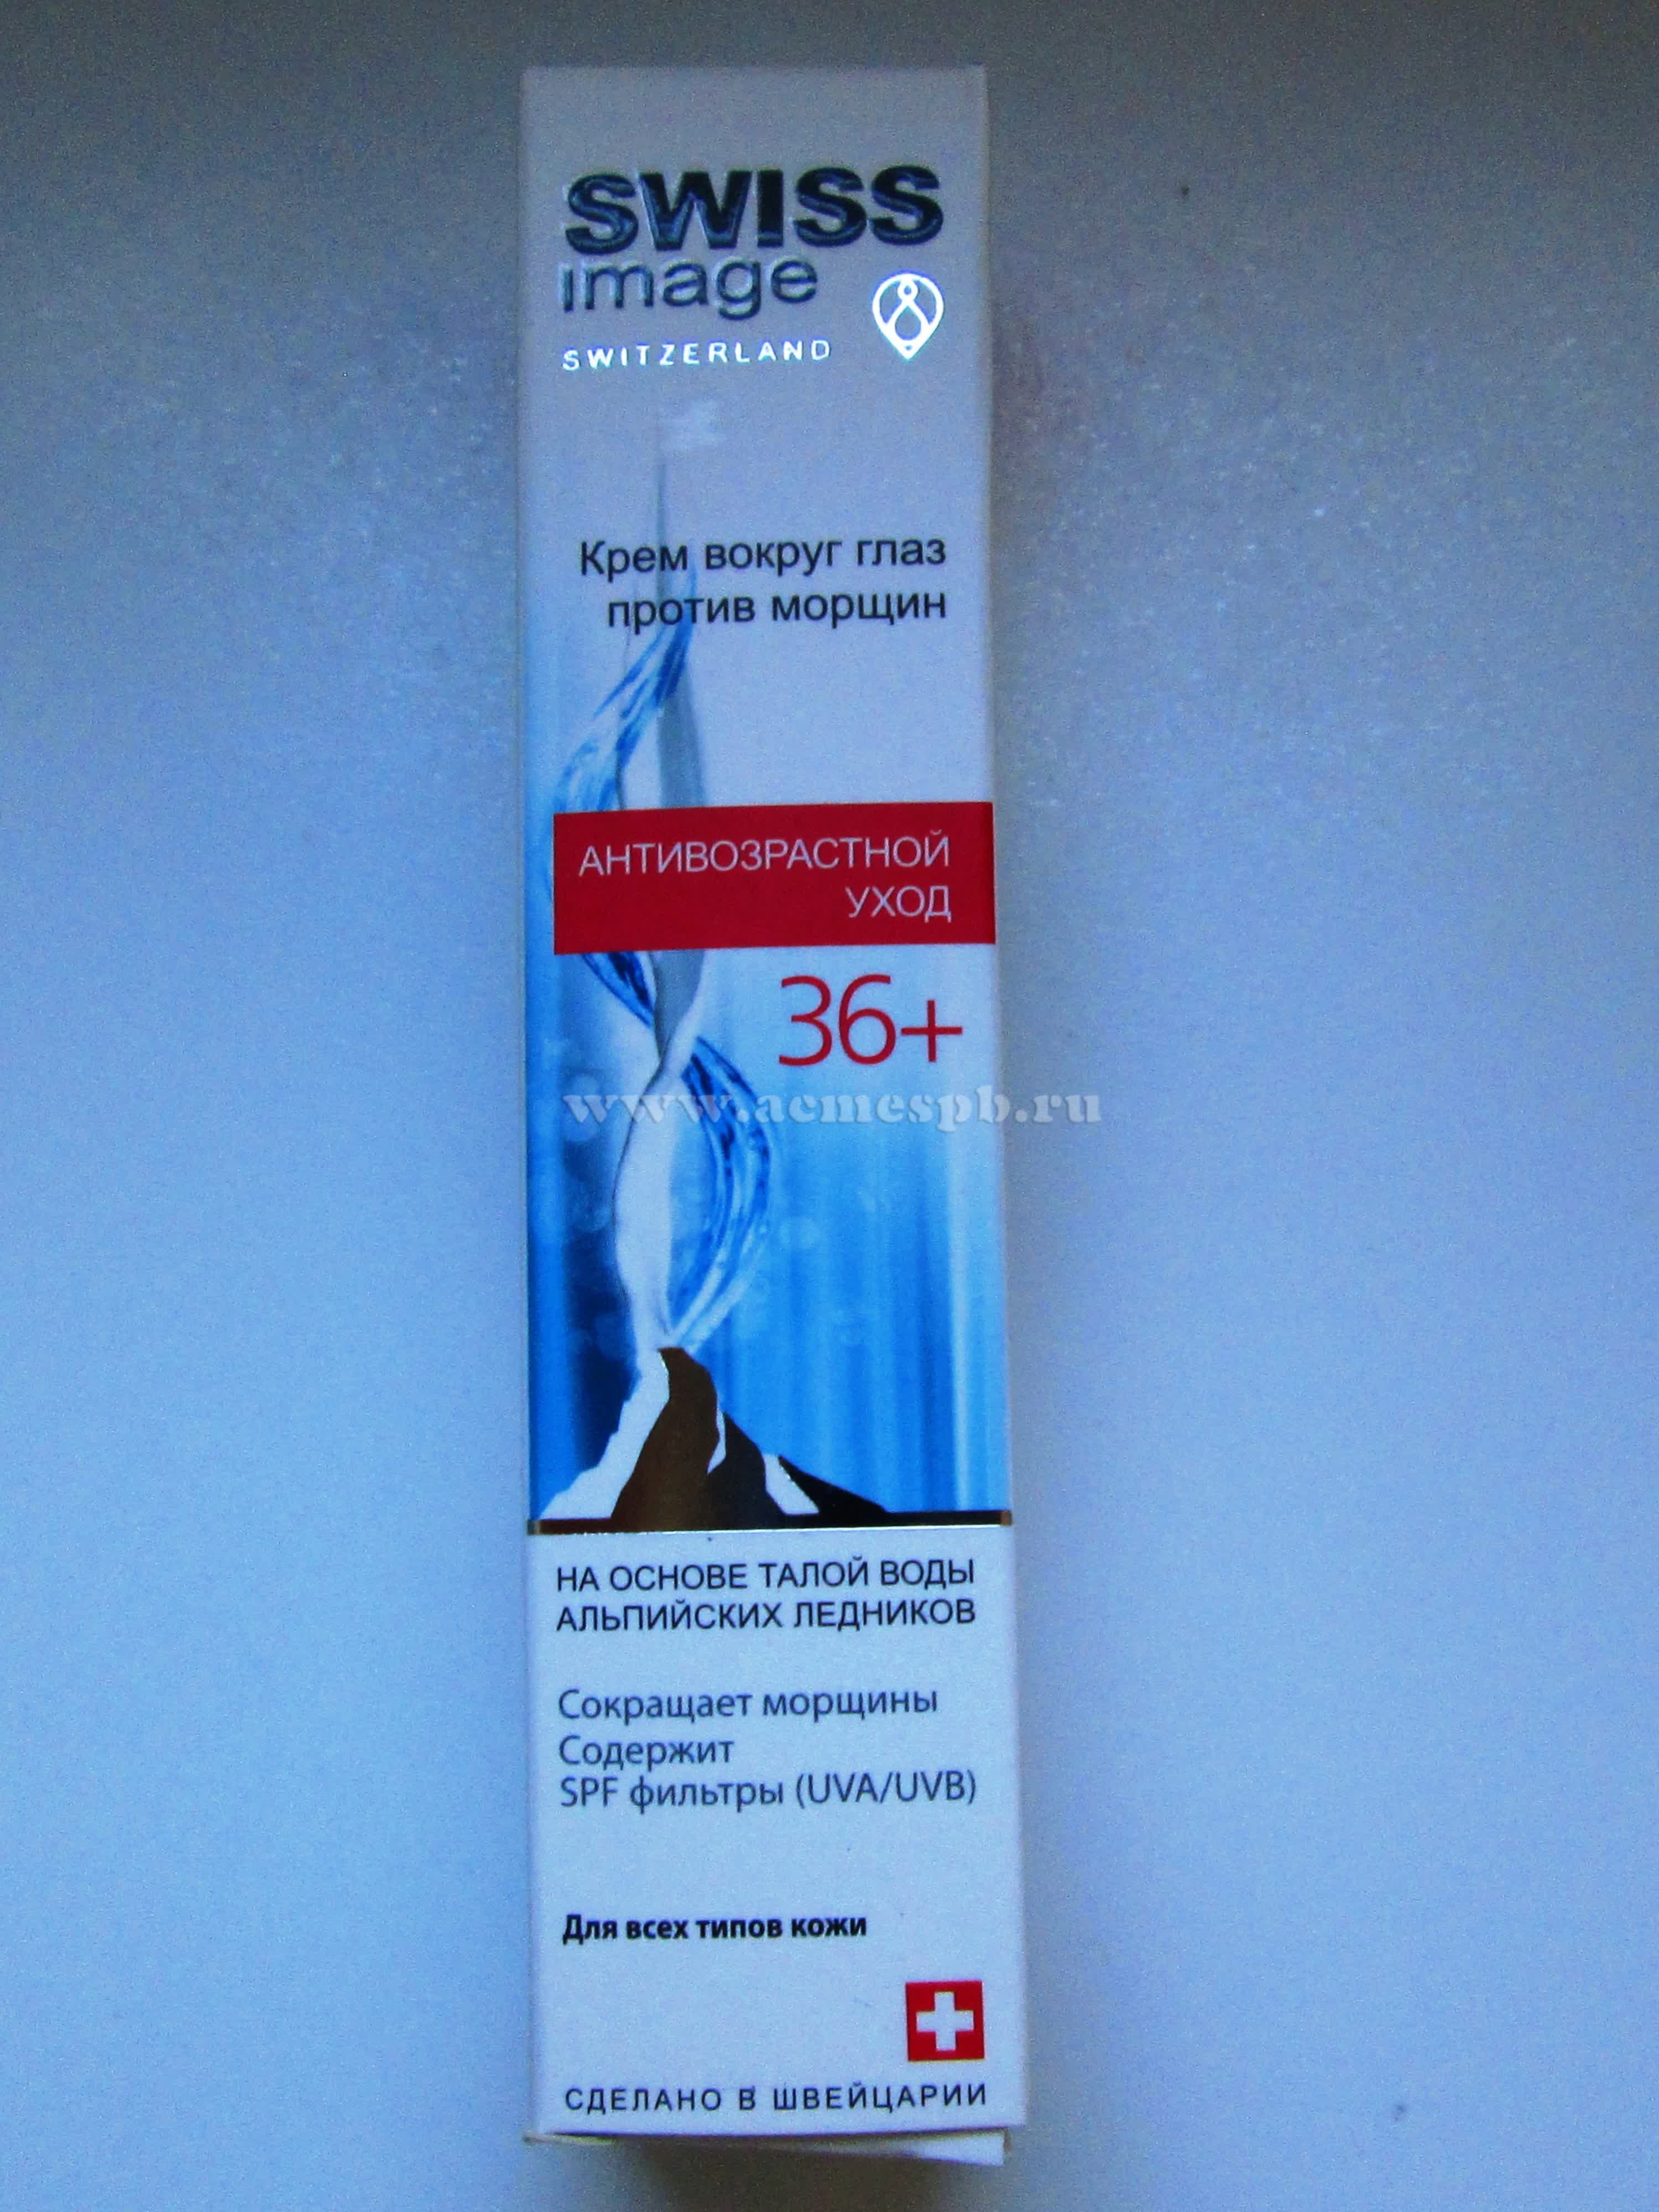 SWISS
image
SWITZERLAND
Крем вокруг глаз
против морщин
АНТИВОЗРАСТНОЙ
УХОД
36+
www.acmespb.ru
НА ОСНОВЕ ТАЛОЙ ВОДЫ
АЛЬПИЙСКИХ ЛЕДНИКОВ
Сокращает морщины
Содержит
SPF фильтры (UVA/UVB)
Для всех типов кожи
СДЕЛАНО В ШВЕЙЦАРИИ